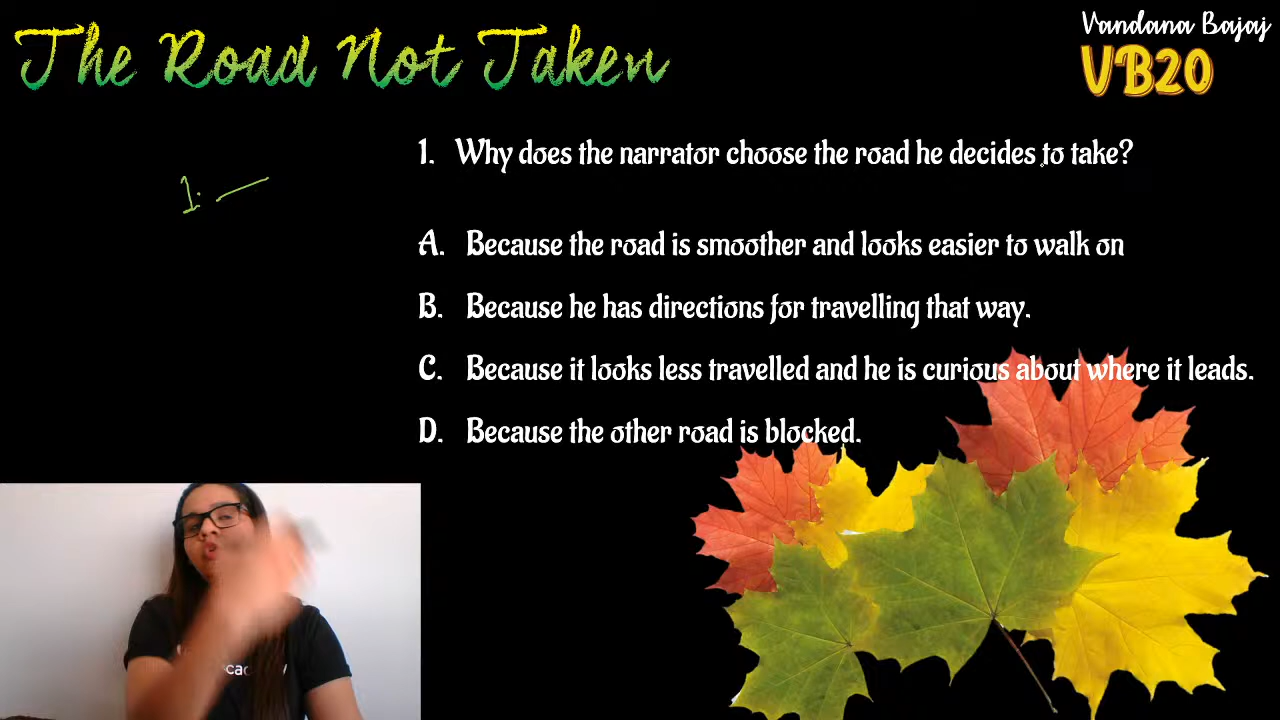 The Road Not Taken
Vandana Bajaj
VB20
1. Why does the narrator choose the road he decides to take?
1. —
A. Because the road is smoother and looks easier to walk on
B. Because he has directions for travelling that way.
C. Because it looks less travelled and he is curious about where it leads.
D. Because the other road is blocked.